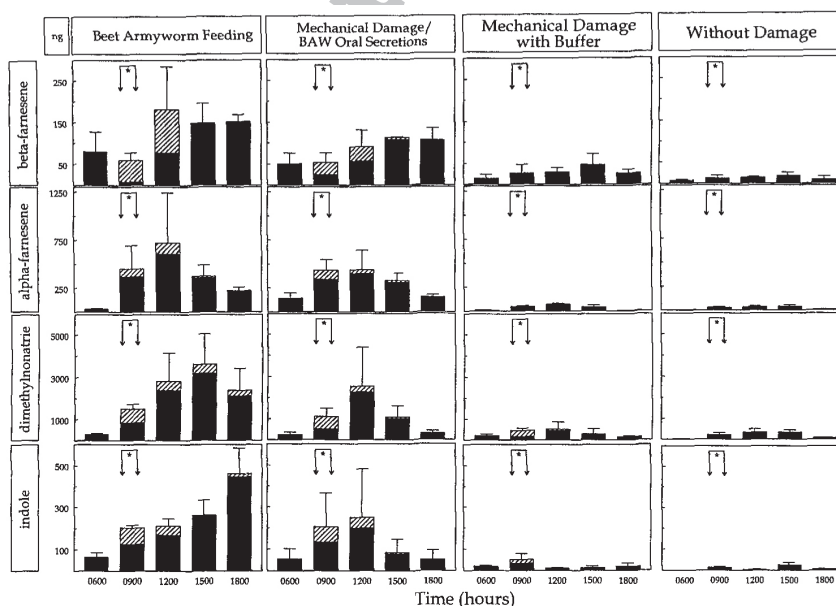 ng
Beet Armyworm Feeding
Mechanical Damage/
BAW Oral Secretions
Mechanical Damage
with Buffer
Without Damage
beta-farnesene
250
150
50
*
*
*
*
alpha-farnesene
1250
750
250
*
*
*
*
dimethylnonatrie
5000
3000
1000
*
*
*
*
indole
500
300
100
*
*
*
*
0600 0900 1200 1500 1800
0600 0900 1200 1500 1800
0600 0900 1200 1500 1800
0600 0900 1200 1500 1800
Time (hours)